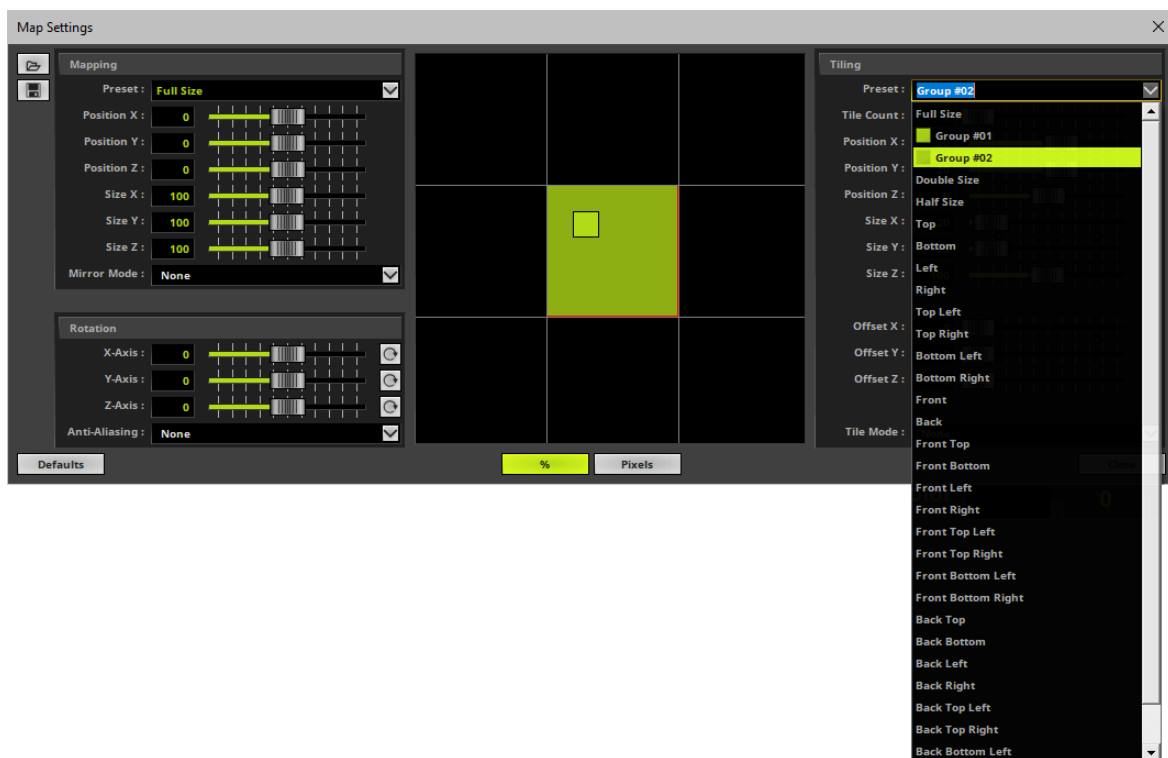 Map Settings
Mapping
Preset : Full Size
Position X : 0
Position Y : 0
Position Z : 0
Size X : 100
Size Y : 100
Size Z : 100
Mirror Mode : None
Rotation
X-Axis : 0
Y-Axis : 0
Z-Axis : 0
Anti-Aliasing : None
Defaults
% Pixels
Tiling
Preset : Group #02
Tile Count :
Position X :
Position Y :
Position Z :
Size X :
Size Y :
Size Z :
Offset X :
Offset Y :
Offset Z :
Tile Mode :
Full Size
Group #01
Group #02
Double Size
Half Size
Top
Bottom
Left
Right
Top Left
Top Right
Bottom Left
Bottom Right
Front
Back
Front Top
Front Bottom
Front Left
Front Right
Front Top Left
Front Top Right
Front Bottom Left
Front Bottom Right
Back Top
Back Bottom
Back Left
Back Right
Back Top Left
Back Top Right
Back Bottom Left
0